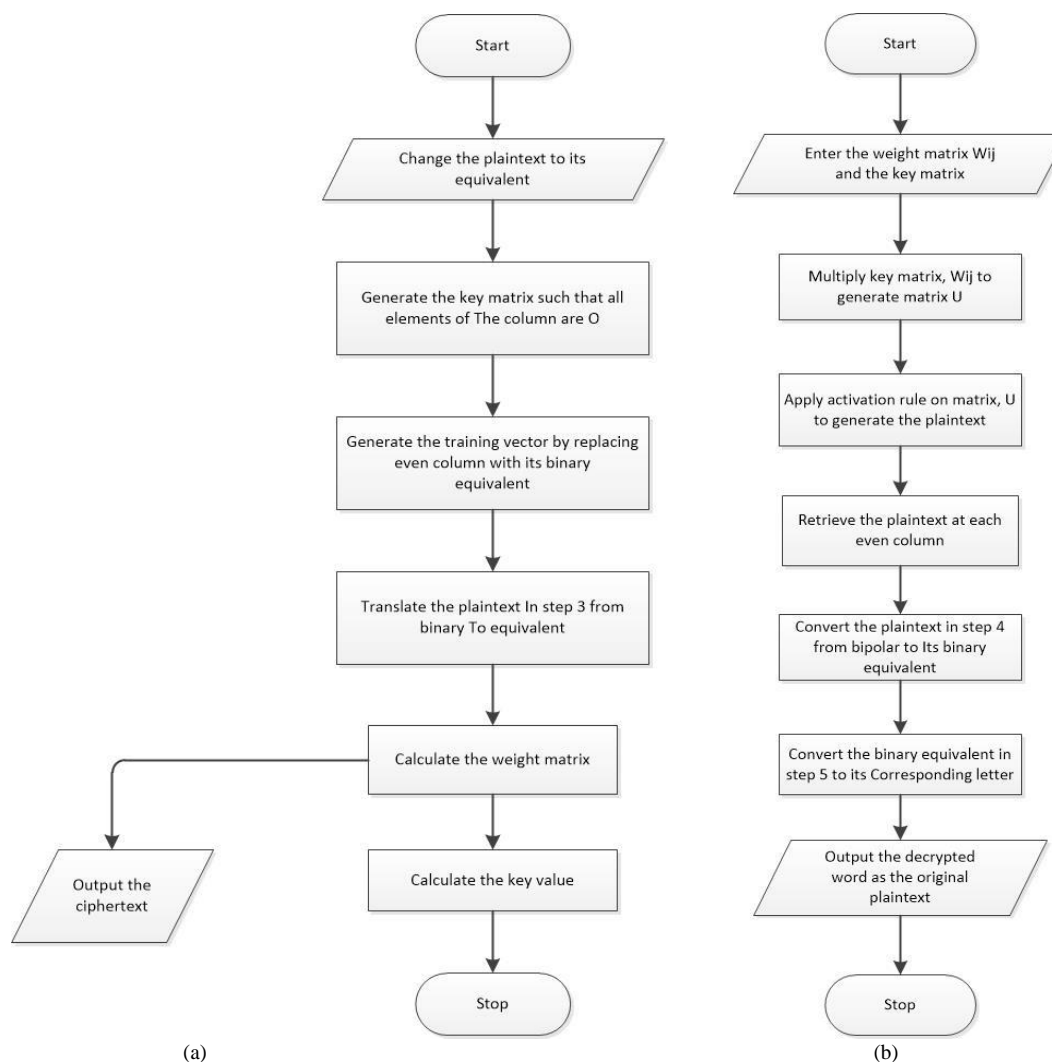 Start
Change the plaintext to its
equivalent
Generate the key matrix such that all
elements of The column are O
Generate the training vector by replacing
even column with its binary
equivalent
Translate the plaintext In step 3 from
binary To equivalent
Calculate the weight matrix
Output the
ciphertext
Calculate the key value
Stop
(a)
Start
Enter the weight matrix Wij
and the key matrix
Multiply key matrix, Wij to
generate matrix U
Apply activation rule on matrix, U
to generate the plaintext
Retrieve the plaintext at each
even column
Convert the plaintext in step 4
from bipolar to Its binary
equivalent
Convert the binary equivalent in
step 5 to its Corresponding letter
Output the decrypted
word as the original
plaintext
Stop
(b)